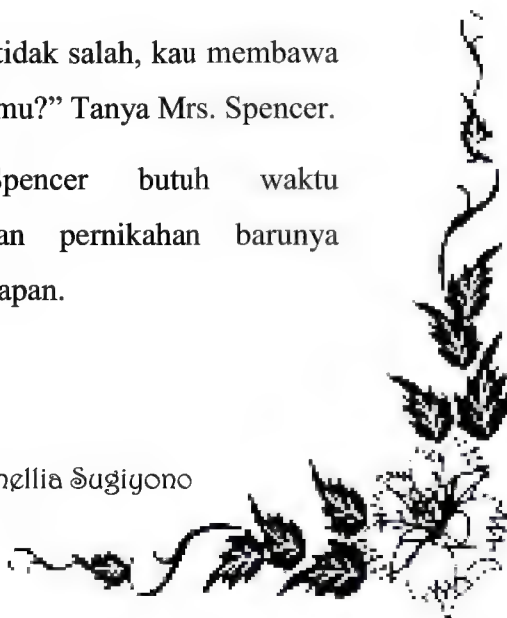 tidak salah, kau membawa
mu?” Tanya Mrs. Spencer.
Spencer butuh waktu
an pernikahan barunya
apan.
nellia Sugiyono